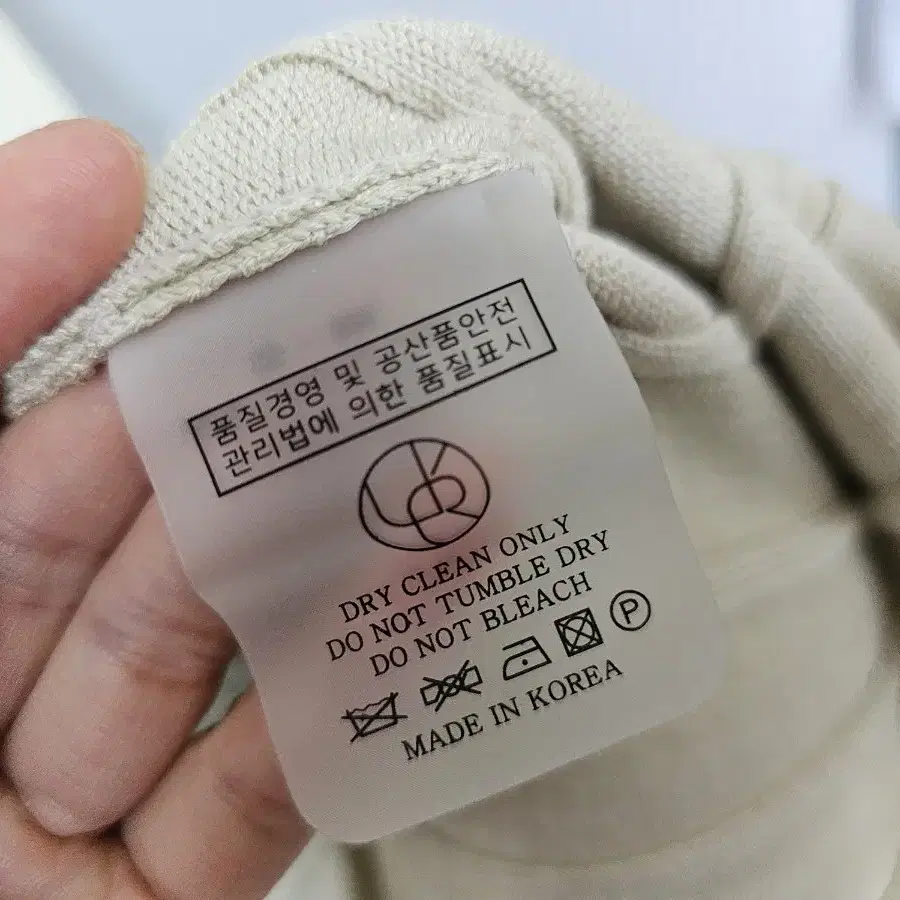 품질경영 및 공산품안전
관리법에 의한 품질표시
DRY CLEAN ONLY
DO NOT TUMBLE DRY
DO NOT BLEACH
P
MADE IN KOREA